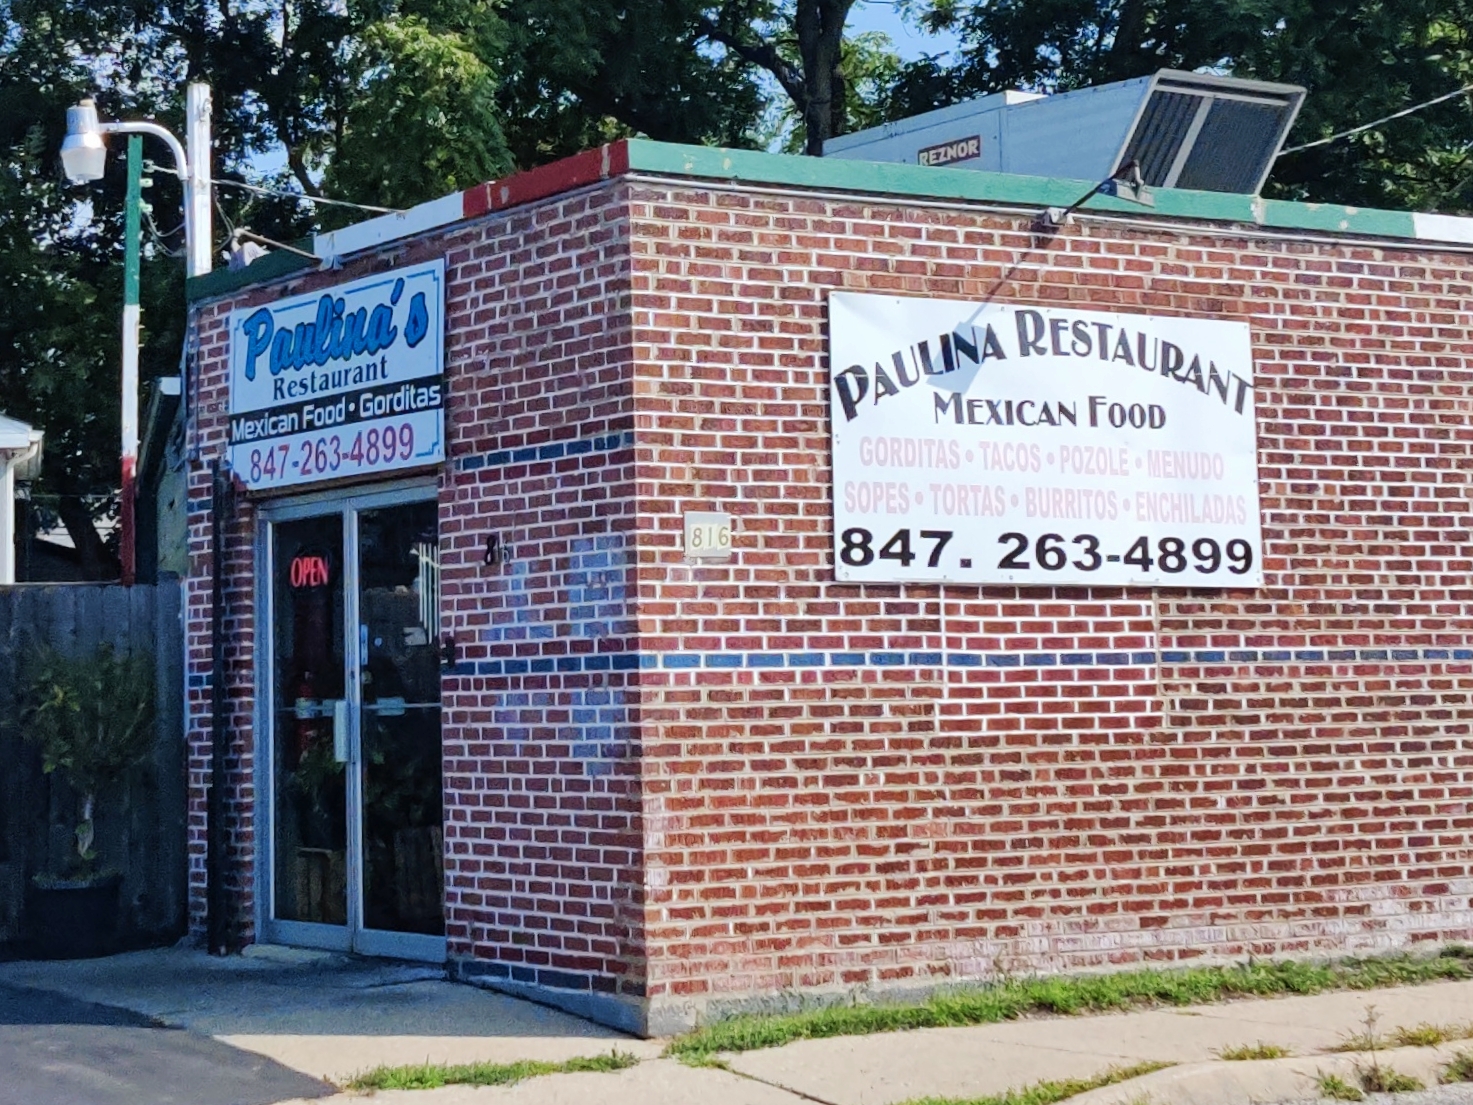 REZNOR
Paulina's
Restaurant
Mexican Food • Gorditas
847-263-4899
OPEN
816
816
PAULINA RESTAURANT
MEXICAN FOOD
GORDITAS • TACOS • POZOLE • MENUDO
SOPES • TORTAS • BURRITOS • ENCHILADAS
847. 263-4899